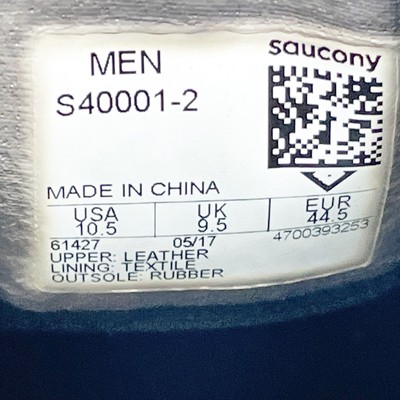 MEN
saucony
S40001-2
MADE IN CHINA
USA UK EUR
10.5 9.5 44.5
61427 05/17 4700393253
UPPER: LEATHER
LINING: TEXTILE
OUTSOLE: RUBBER